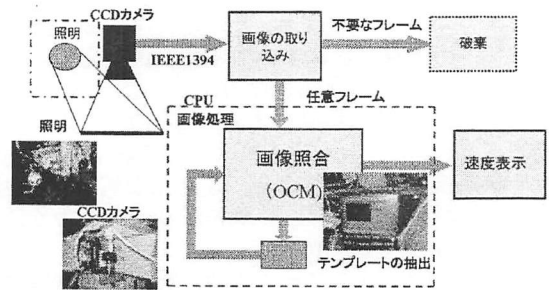 CCDカメラ
照明
IEEE1394
画像の取り
込み
不要なフレーム
破棄
任意フレーム
照明
CPU
画像処理
画像照合
(OCM)
速度表示
CCDカメラ
テンプレートの抽出